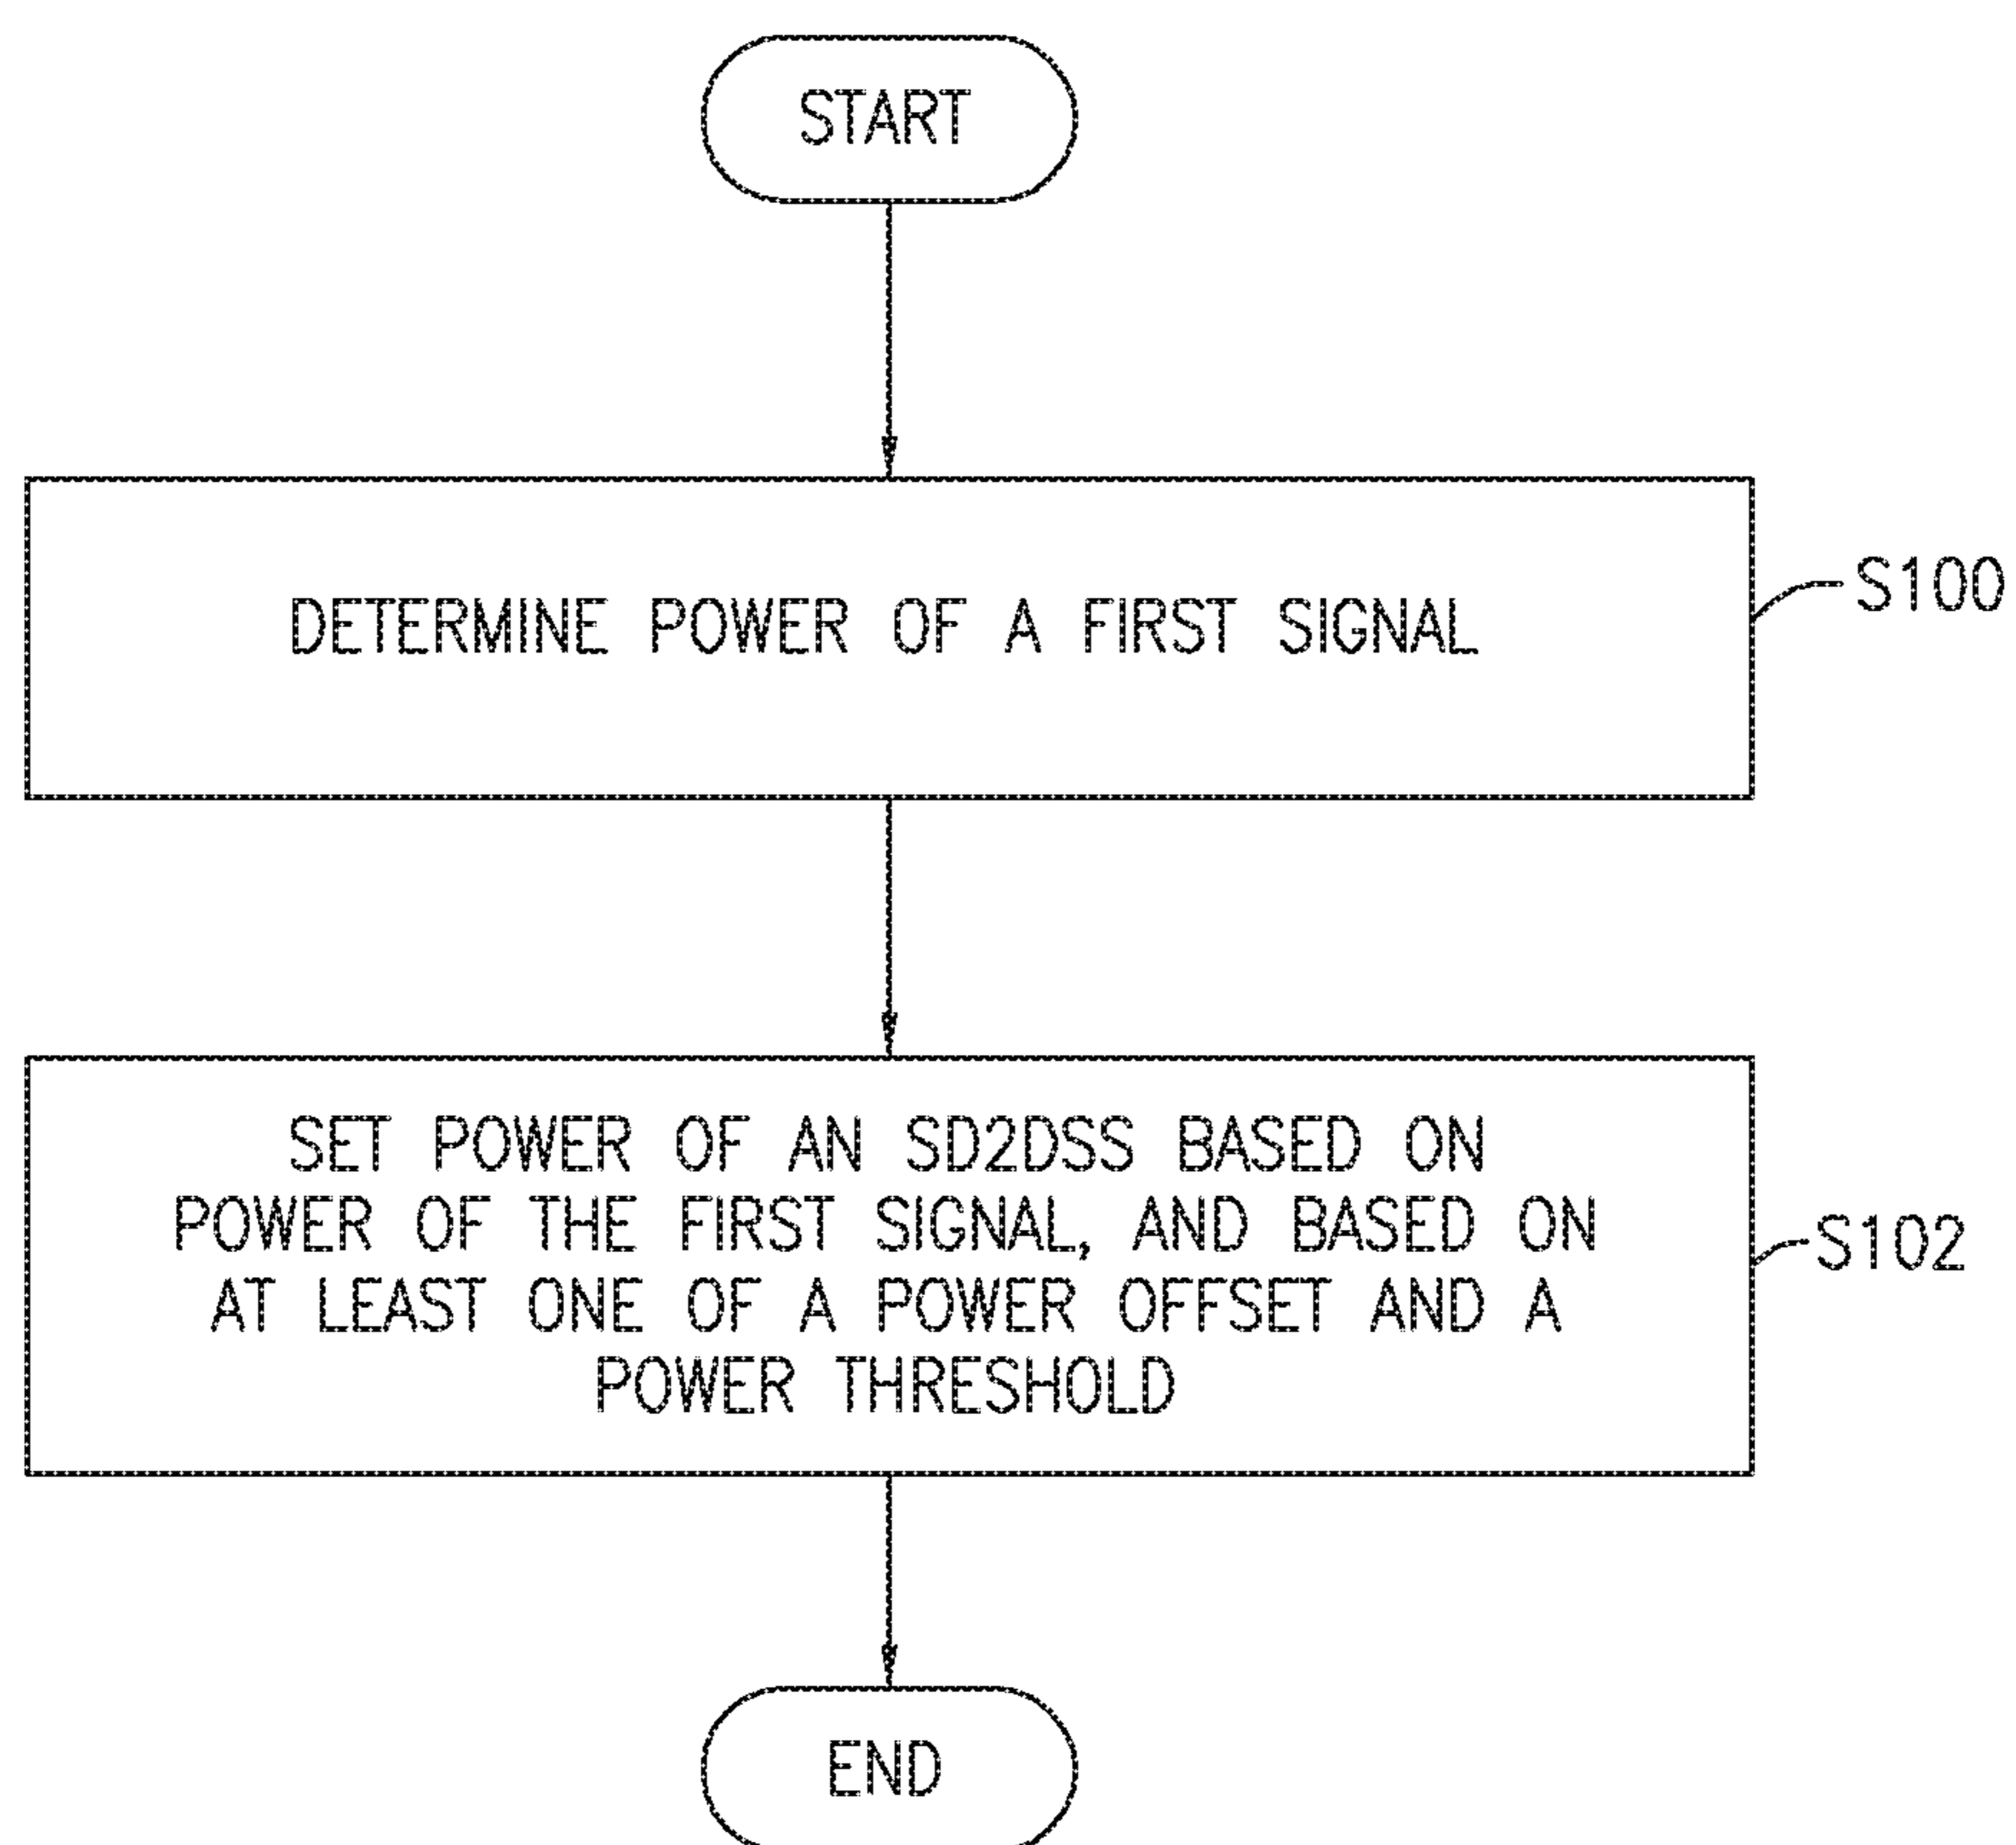 START
DETERMINE POWER OF A FIRST SIGNAL
S100
SET POWER OF AN SD2DSS BASED ON
POWER OF THE FIRST SIGNAL, AND BASED ON
AT LEAST ONE OF A POWER OFFSET AND A
POWER THRESHOLD
S102
END